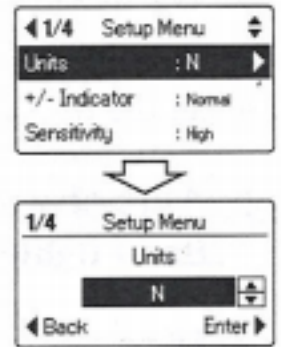 1/4 Setup Menu
Units : N
+/- Indicator : Normal
Sensitivity : High
1/4 Setup Menu
Units
N
Back Enter